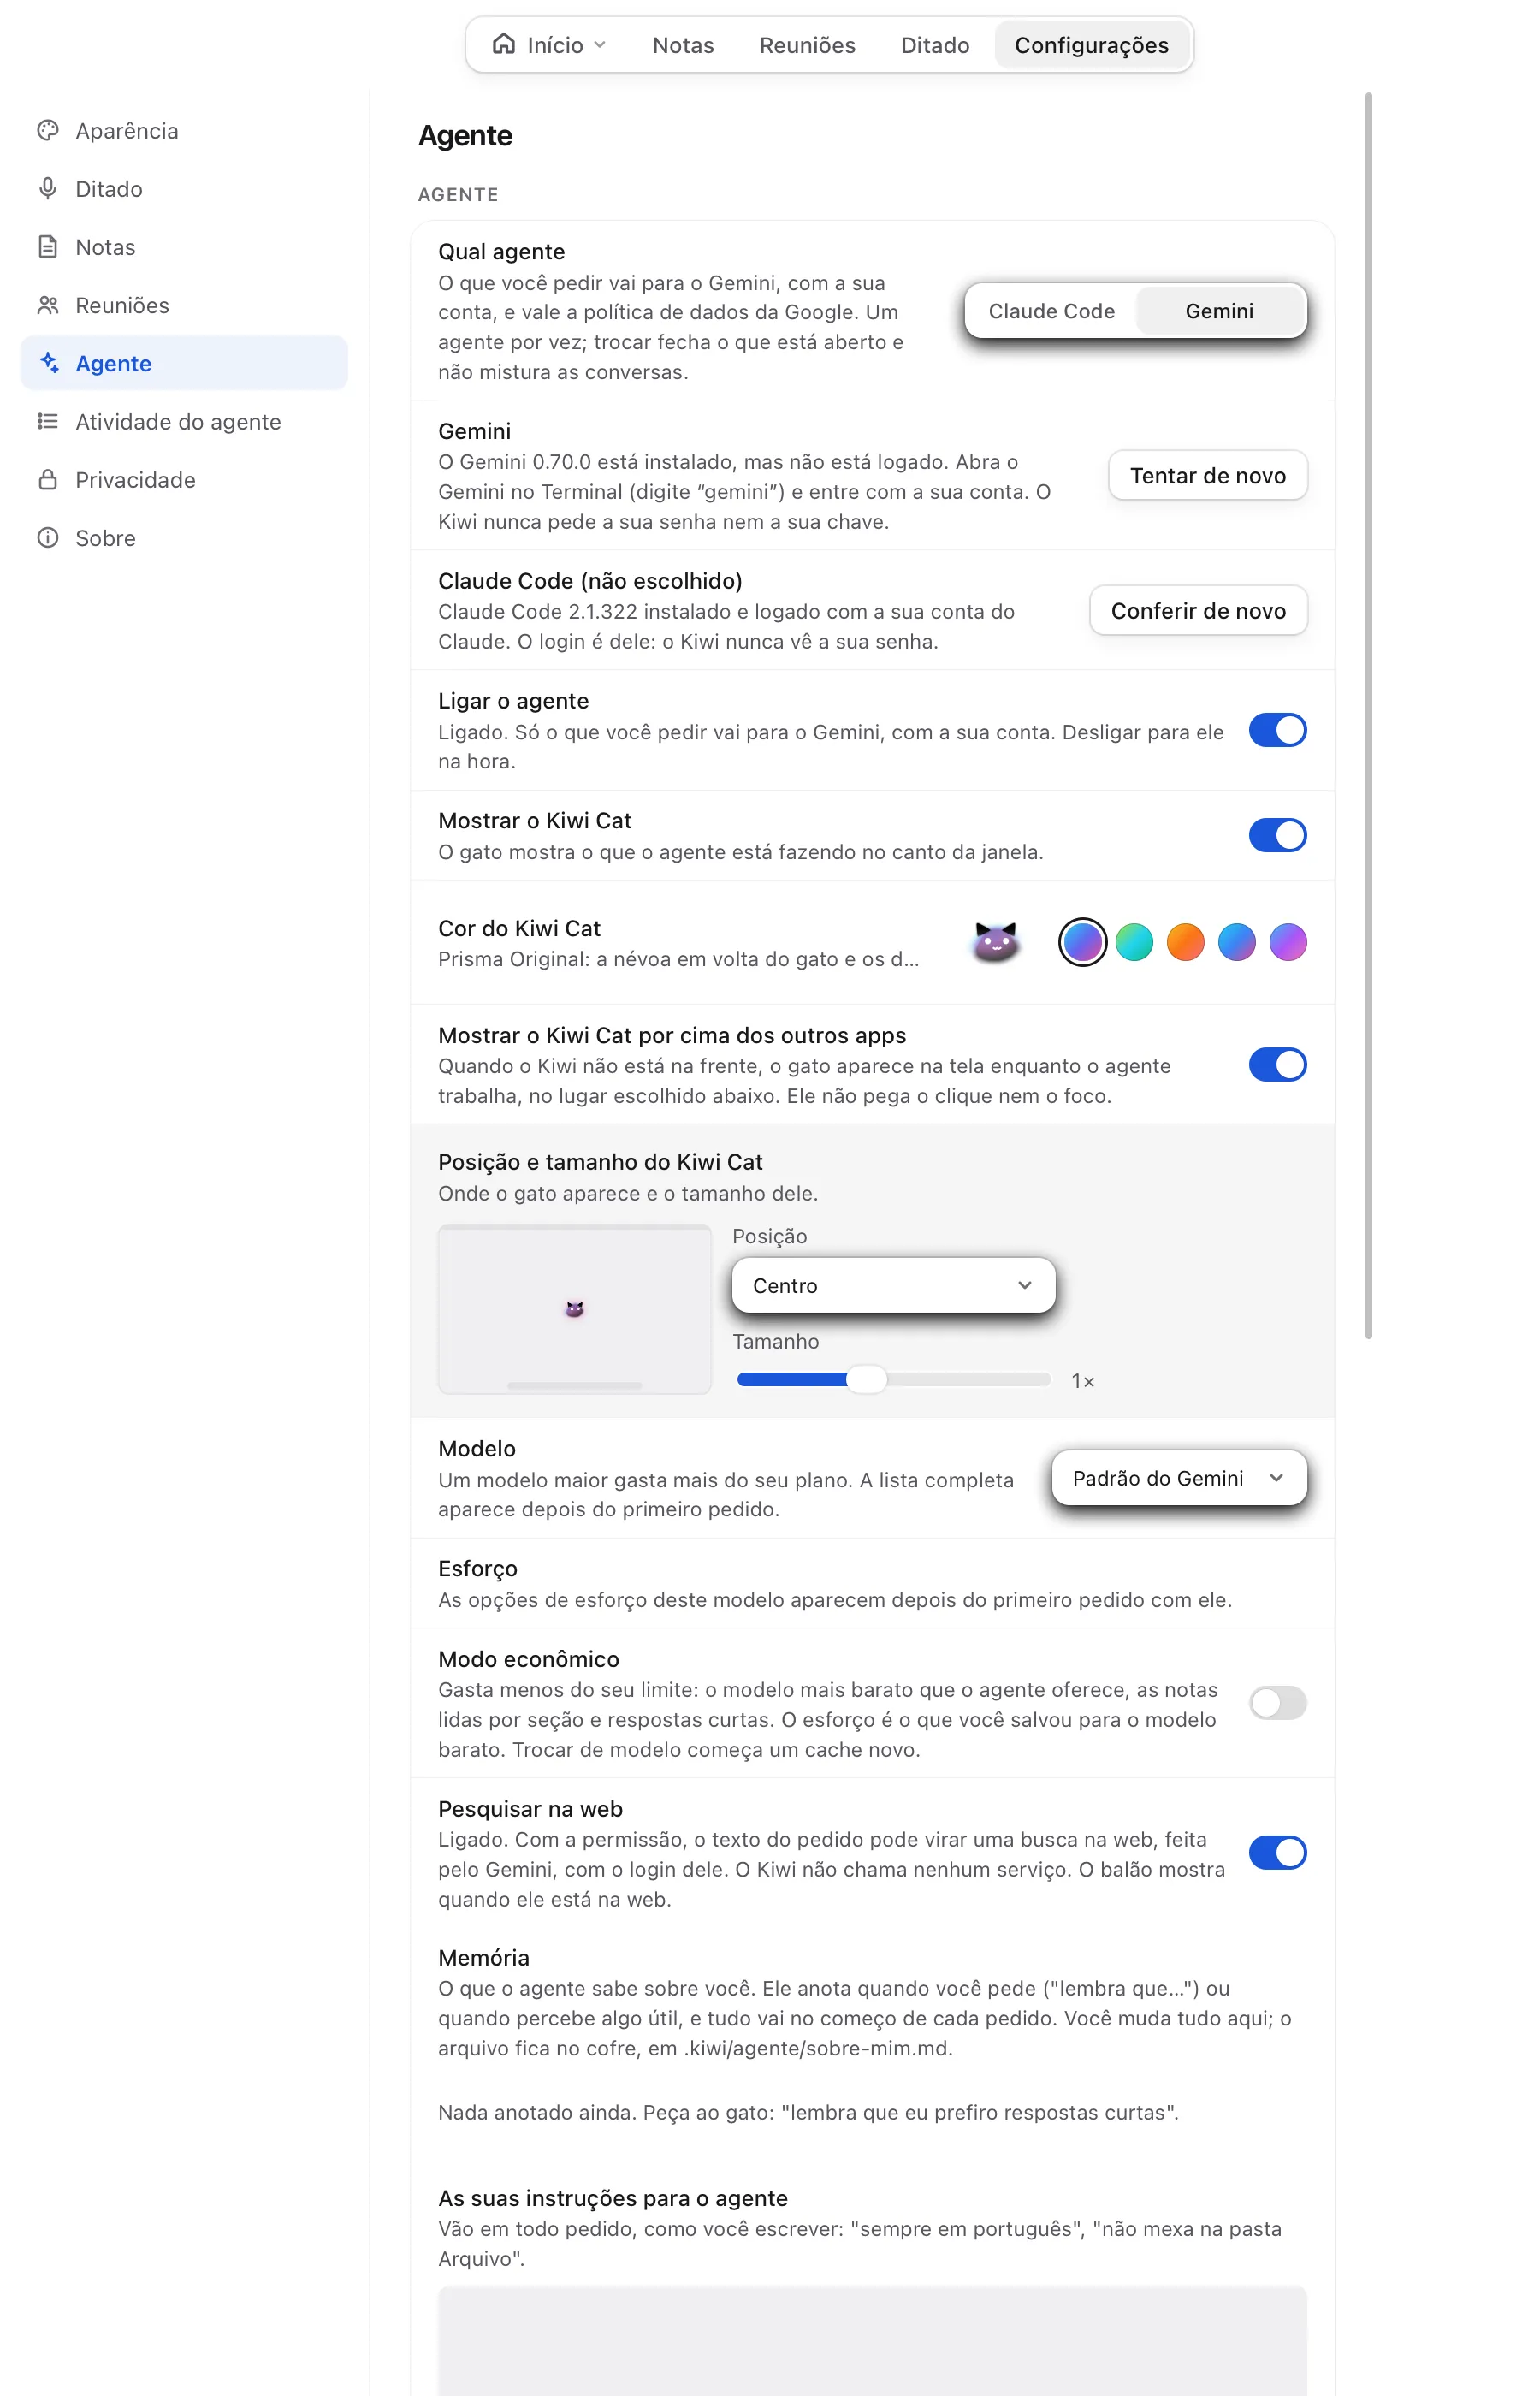 Início
Notas
Reuniões
Ditado
Configurações
Aparência
Ditado
Notas
Reuniões
Agente
Atividade do agente
Privacidade
Sobre
Agente
AGENTE
Qual agente
O que você pedir vai para o Gemini, com a sua
conta, e vale a política de dados da Google. Um
agente por vez; trocar fecha o que está aberto e
não mistura as conversas.
Claude Code
Gemini
Gemini
O Gemini 0.70.0 está instalado, mas não está logado. Abra o
Gemini no Terminal (digite “gemini”) e entre com a sua conta. O
Kiwi nunca pede a sua senha nem a sua chave.
Tentar de novo
Claude Code (não escolhido)
Claude Code 2.1.322 instalado e logado com a sua conta do
Claude. O login é dele: o Kiwi nunca vê a sua senha.
Conferir de novo
Ligar o agente
Ligado. Só o que você pedir vai para o Gemini, com a sua conta. Desligar para ele
na hora.
Mostrar o Kiwi Cat
O gato mostra o que o agente está fazendo no canto da janela.
Cor do Kiwi Cat
Prisma Original: a névoa em volta do gato e os d...
Mostrar o Kiwi Cat por cima dos outros apps
Quando o Kiwi não está na frente, o gato aparece na tela enquanto o agente
trabalha, no lugar escolhido abaixo. Ele não pega o clique nem o foco.
Posição e tamanho do Kiwi Cat
Onde o gato aparece e o tamanho dele.
Posição
Centro
Tamanho
1×
Modelo
Um modelo maior gasta mais do seu plano. A lista completa
aparece depois do primeiro pedido.
Padrão do Gemini
Esforço
As opções de esforço deste modelo aparecem depois do primeiro pedido com ele.
Modo econômico
Gasta menos do seu limite: o modelo mais barato que o agente oferece, as notas
lidas por seção e respostas curtas. O esforço é o que você salvou para o modelo
barato. Trocar de modelo começa um cache novo.
Pesquisar na web
Ligado. Com a permissão, o texto do pedido pode virar uma busca na web, feita
pelo Gemini, com o login dele. O Kiwi não chama nenhum serviço. O balão mostra
quando ele está na web.
Memória
O que o agente sabe sobre você. Ele anota quando você pede ("lembra que...") ou
quando percebe algo útil, e tudo vai no começo de cada pedido. Você muda tudo aqui; o
arquivo fica no cofre, em .kiwi/agente/sobre-mim.md.
Nada anotado ainda. Peça ao gato: "lembra que eu prefiro respostas curtas".
As suas instruções para o agente
Vão em todo pedido, como você escrever: "sempre em português", "não mexa na pasta
Arquivo".